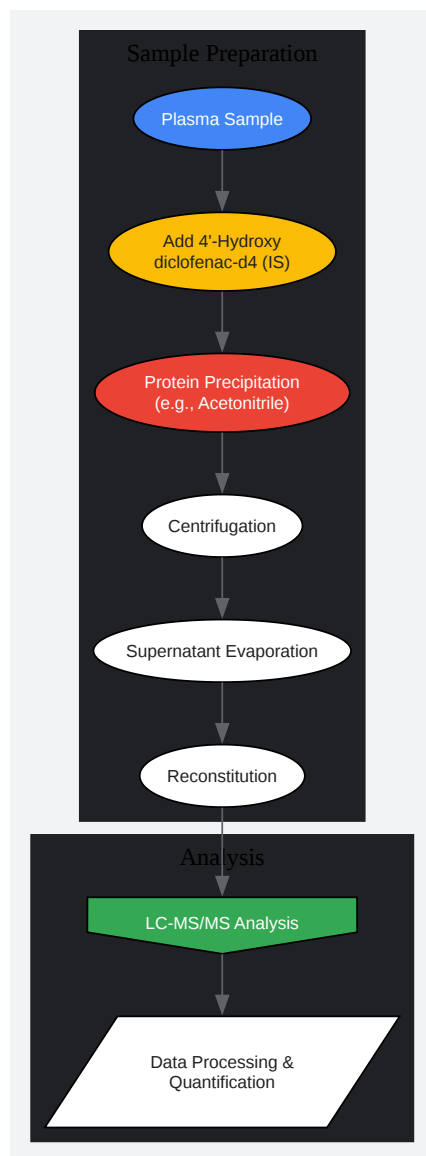 Sample Preparation
Plasma Sample
Add 4'-Hydroxy
diclofenac-d4 (IS)
Protein Precipitation
(e.g., Acetonitrile)
Centrifugation
Supernatant Evaporation
Reconstitution
Analysis
LC-MS/MS Analysis
Data Processing &
Quantification